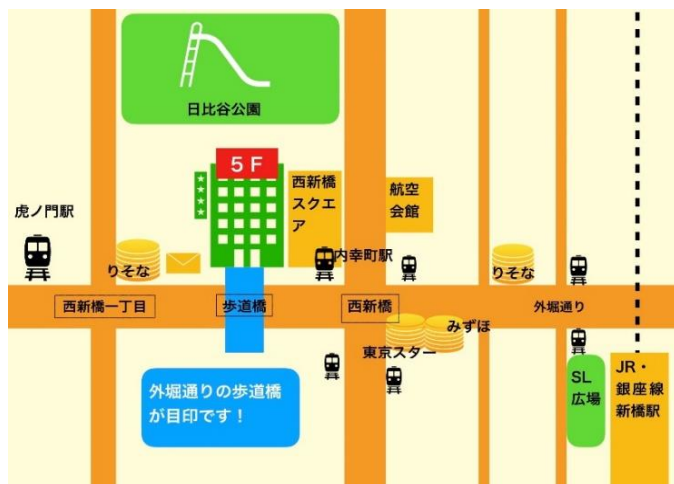 日比谷公園
５Ｆ
西新橋
スクエ
ア
航空
会館
虎ノ門駅
内幸町駅
りそな
りそな
西新橋一丁目
歩道橋
西新橋
外堀通り
みずほ
東京スター
外堀通りの歩道橋
が目印です！
SL
広場
JR・
銀座線
新橋駅